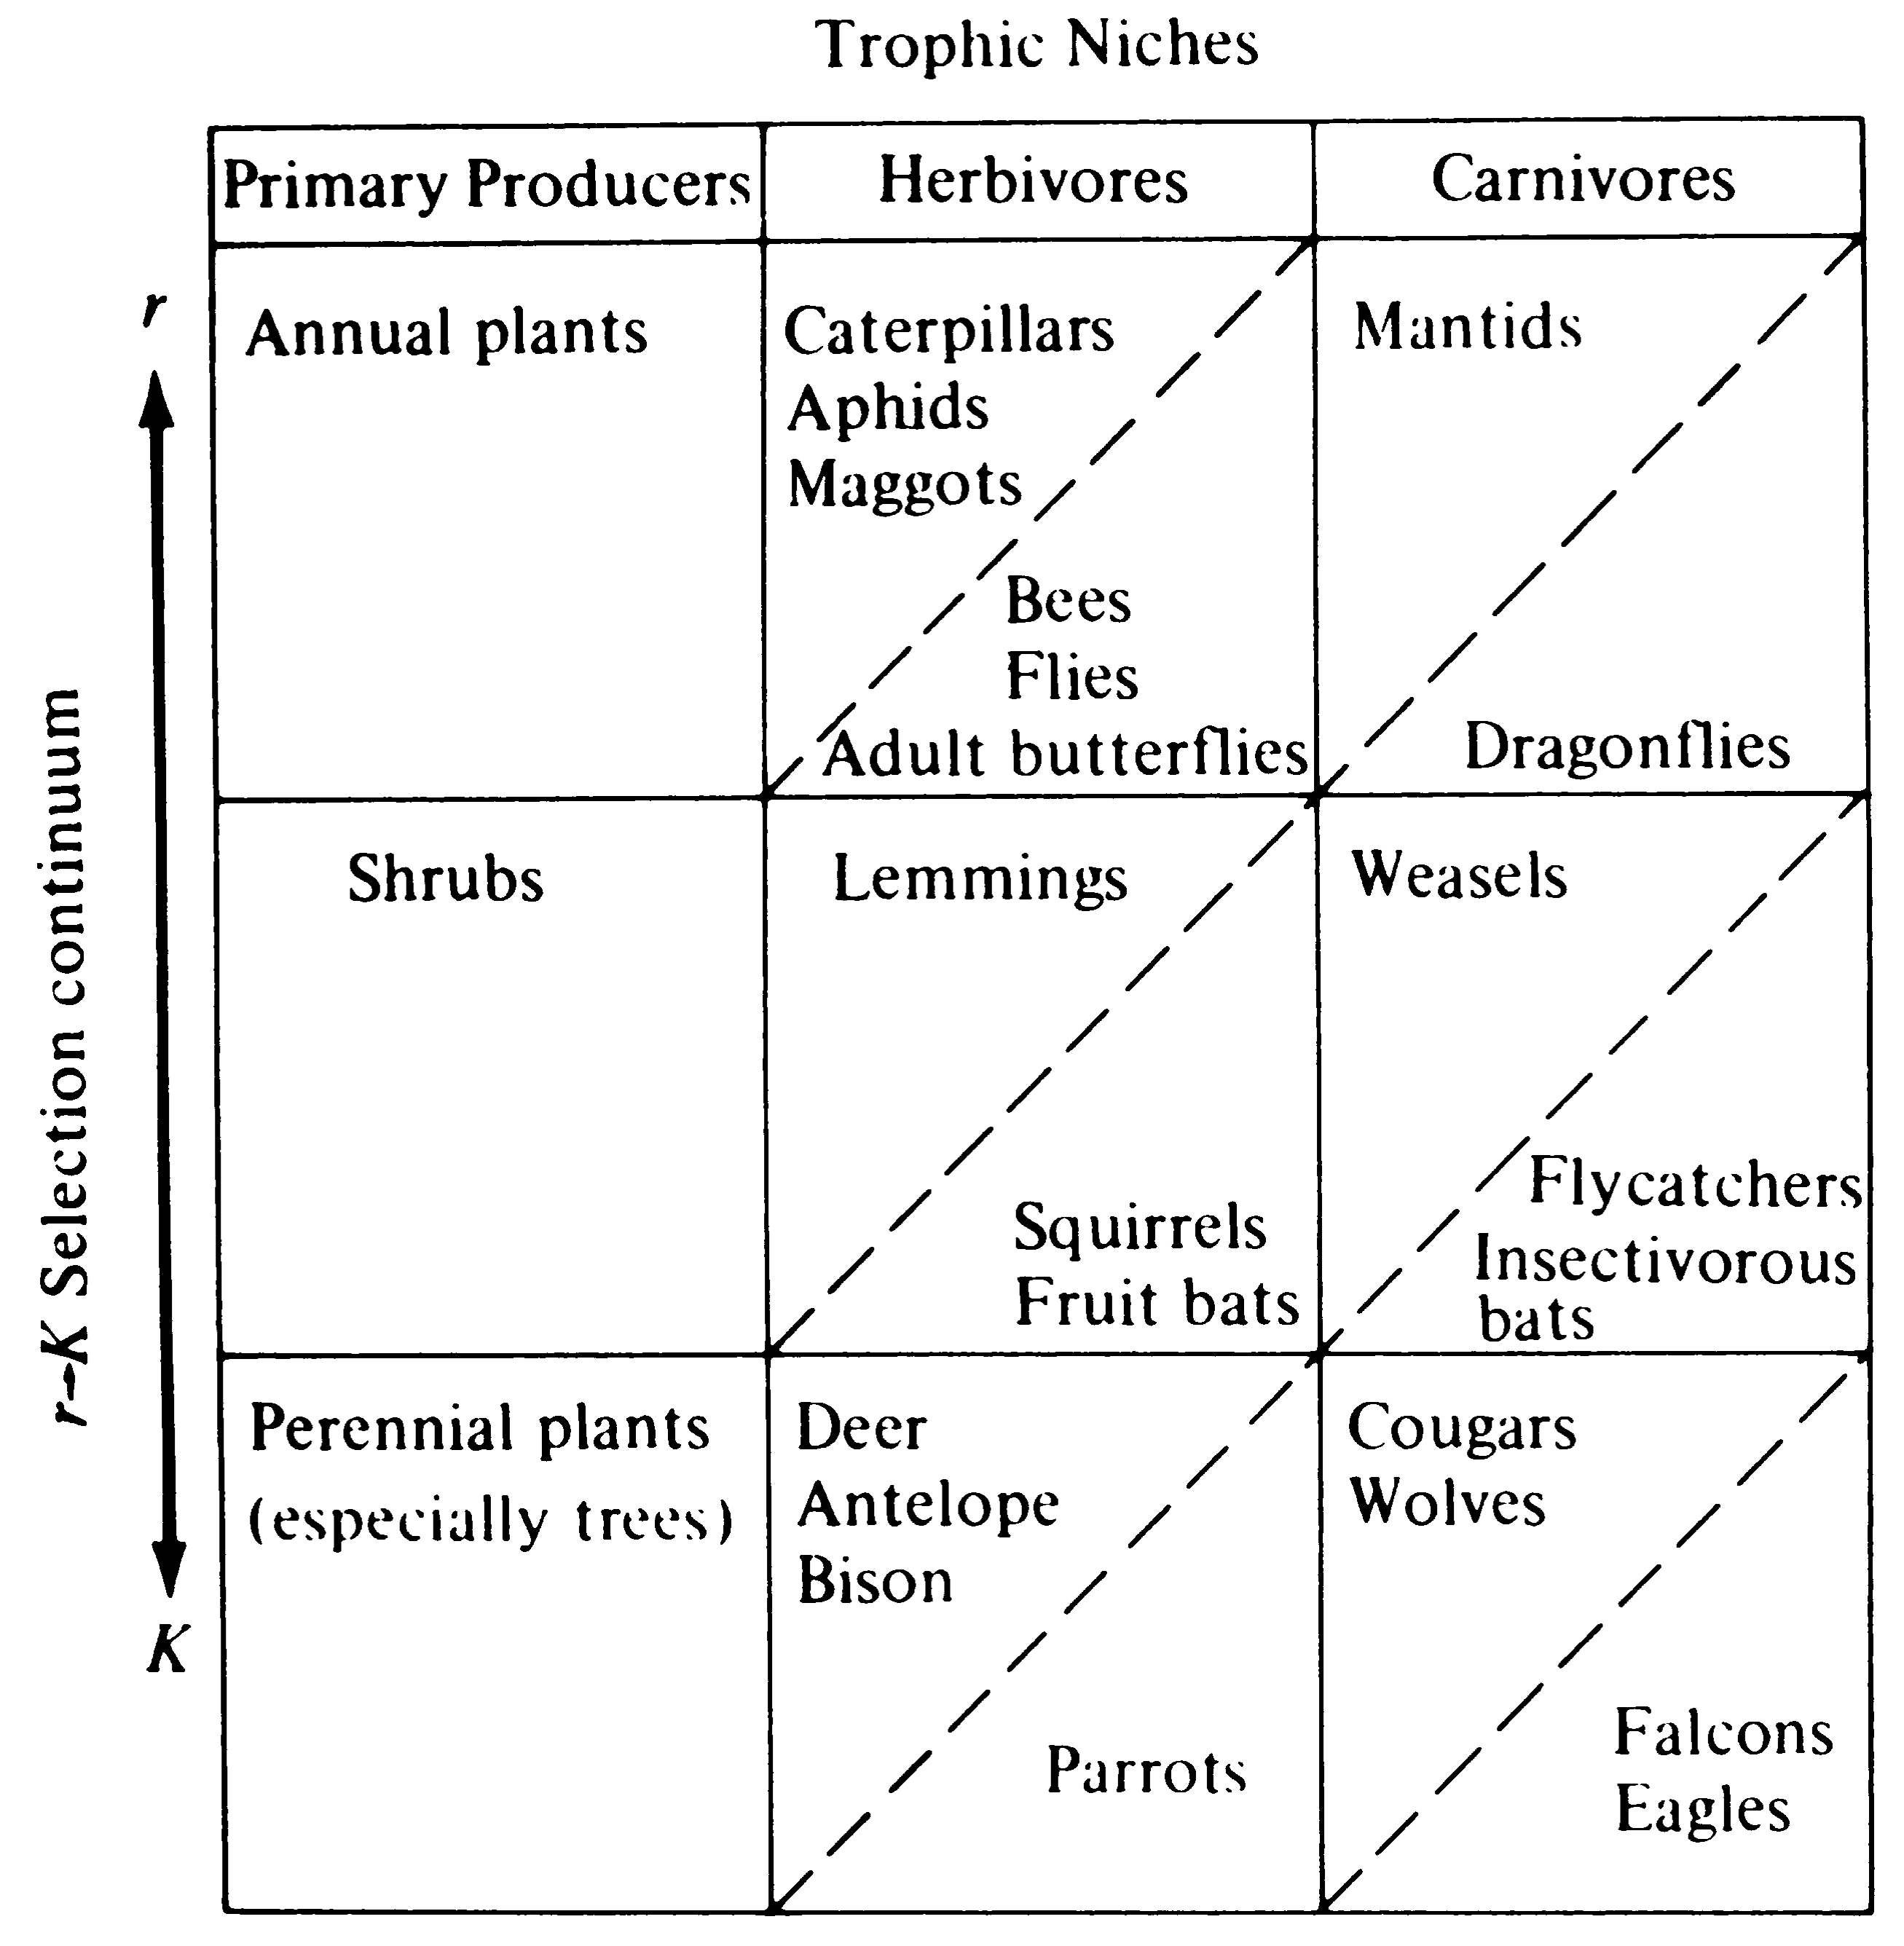 Trophic Niches
Primary Producers
Herbivores
Carnivores
r
r–K Selection continuum
K
Annual plants
Caterpillars
Aphids
Maggots
Bees
Flies
Adult butterflies
Mantids
Dragonflies
Shrubs
Lemmings
Squirrels
Fruit bats
Weasels
Flycatchers
Insectivorous
bats
Perennial plants
(especially trees)
Deer
Antelope
Bison
Parrots
Cougars
Wolves
Falcons
Eagles